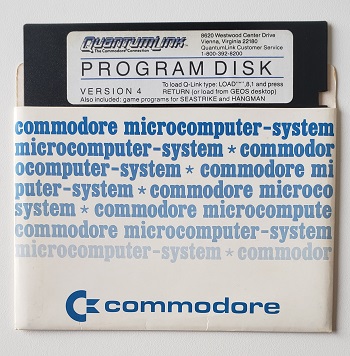 QuantumLink
The Commodore Connection
8620 Westwood Center Drive
Vienna, Virginia 22180
QuantumLink Customer Service
1-800-392-8200
PROGRAM DISK
VERSION 4
To load Q-Link type: LOAD"*",8,1 and press
RETURN (or load from GEOS desktop)
Also included: game programs for SEASTRIKE and HANGMAN
commodore microcomputer-system
microcomputer-system * commodor
ocomputer-system * commodore mi
puter-system * commodore microco
system * commodore microcompute
commodore microcomputer-system
microcomputer-system * commodor
commodore